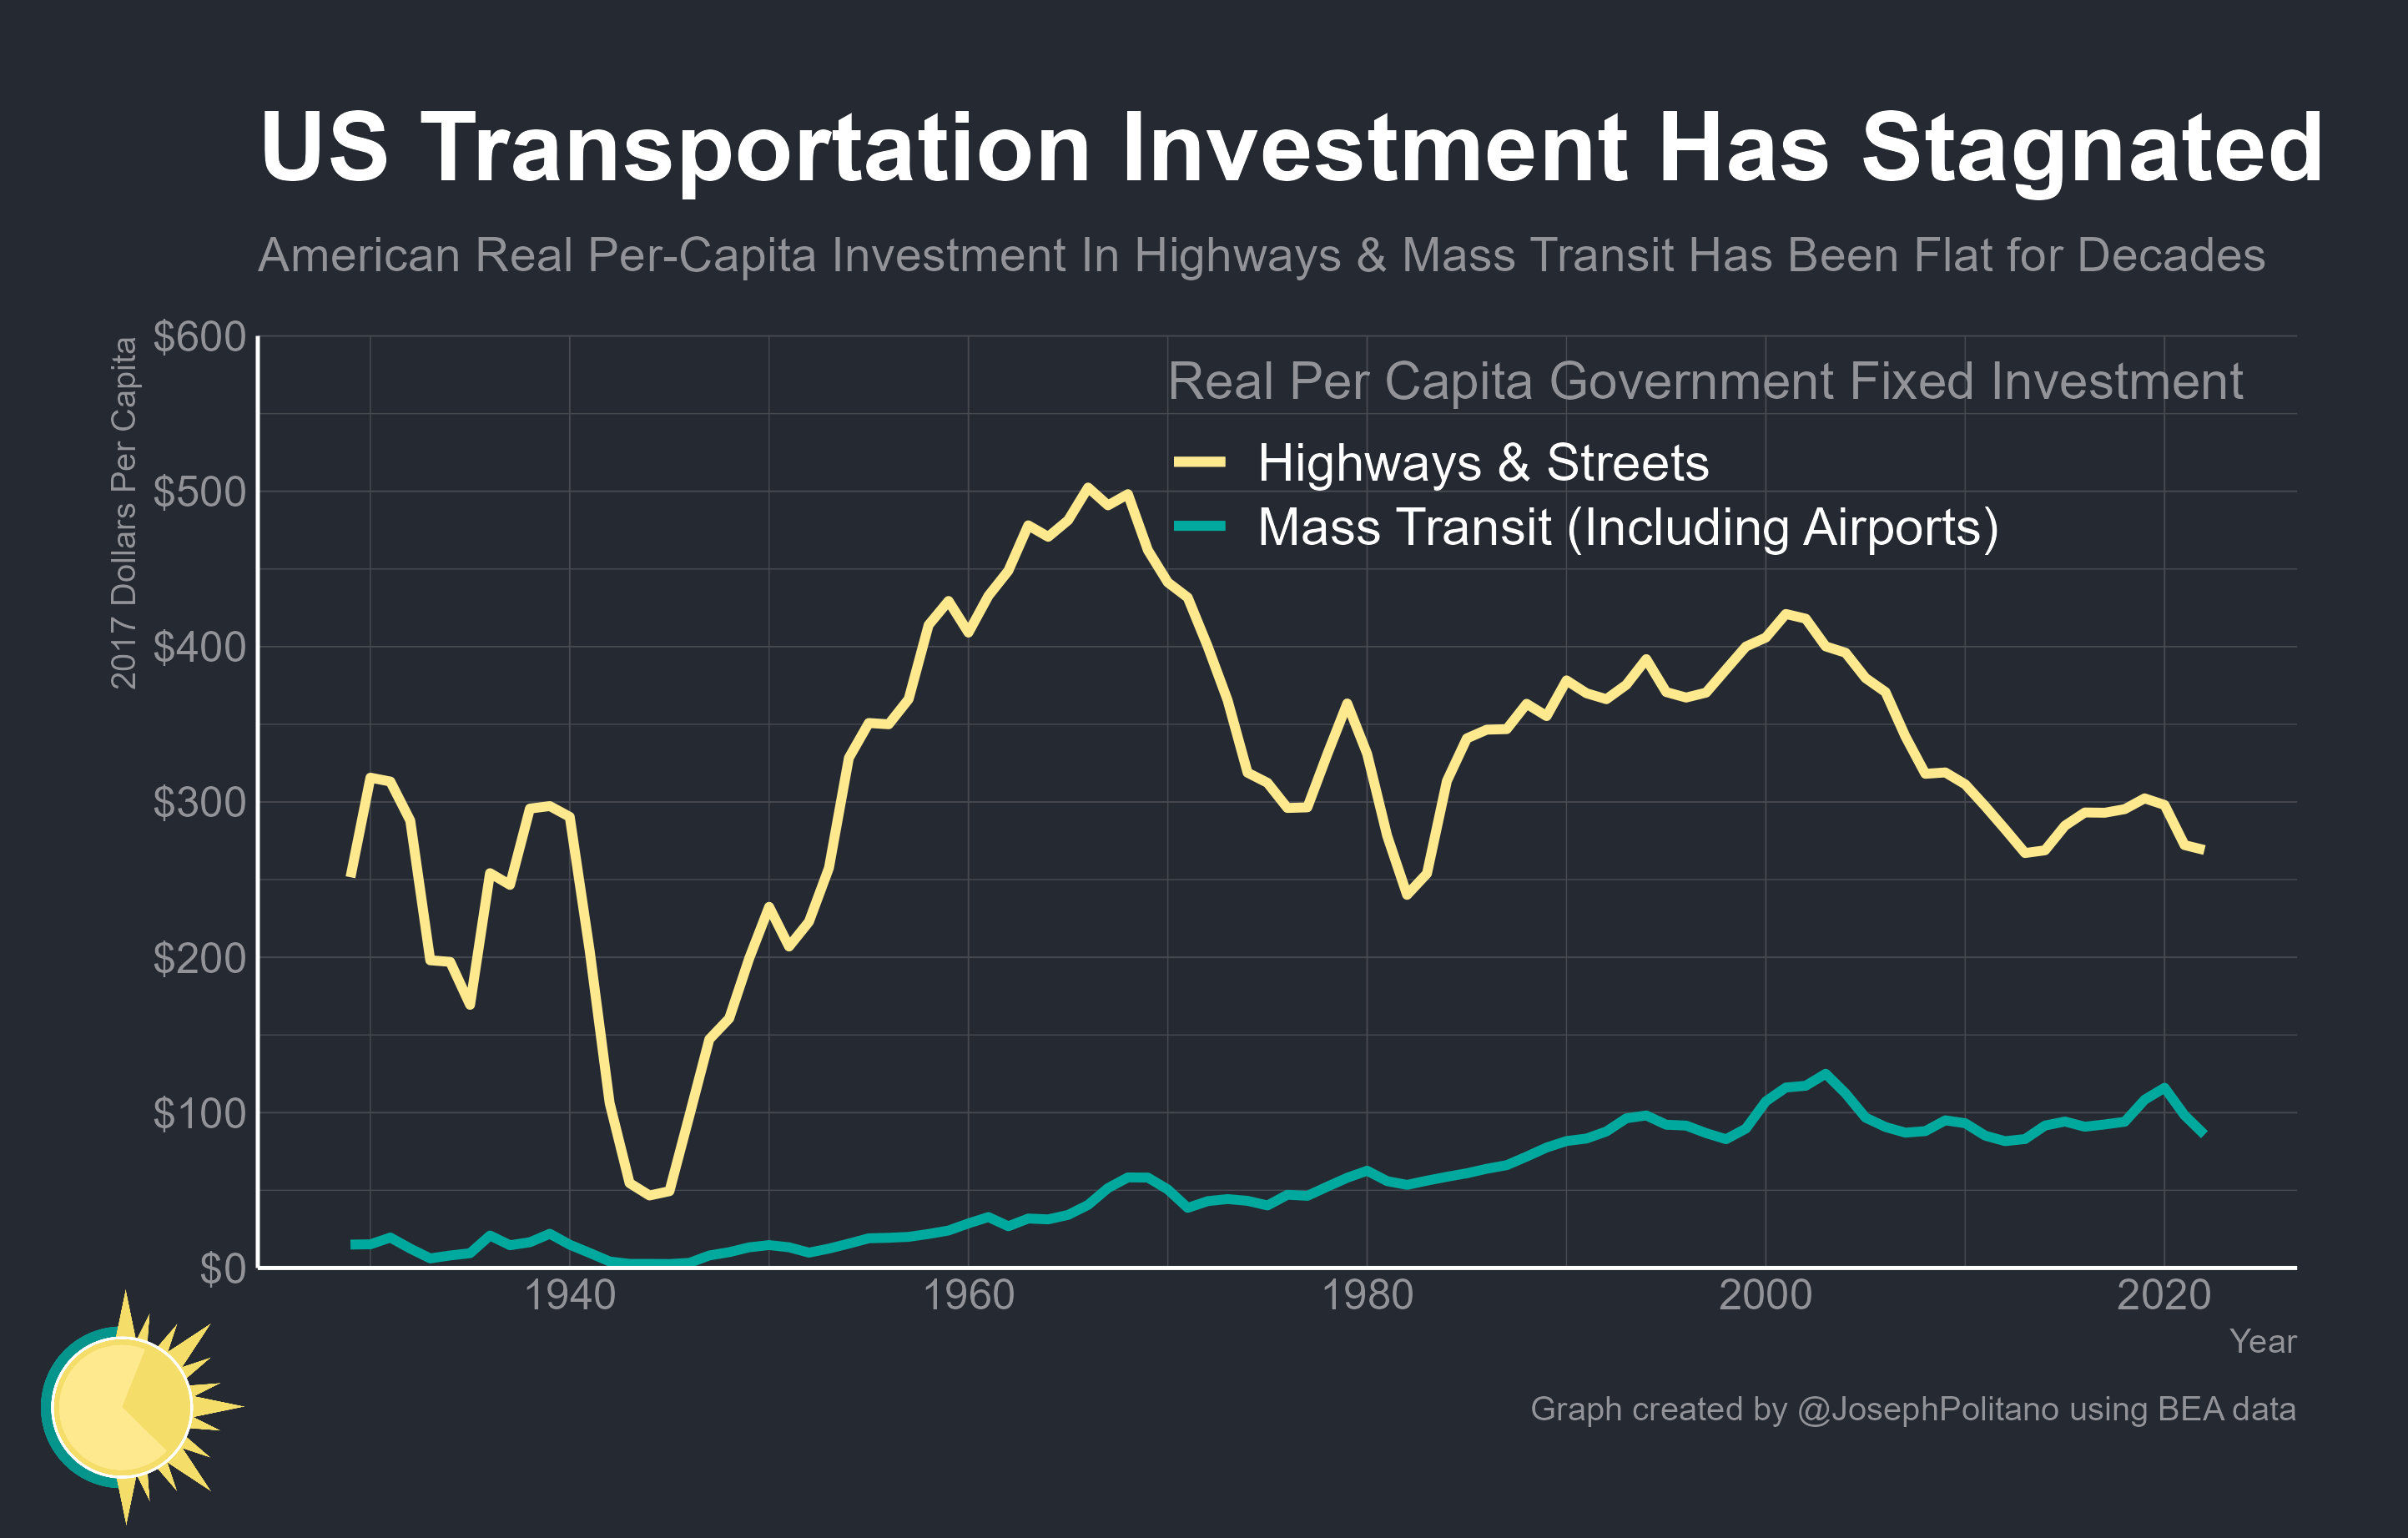 US Transportation Investment Has Stagnated
American Real Per-Capita Investment In Highways & Mass Transit Has Been Flat for Decades
2017 Dollars Per Capita
$600
$500
$400
$300
$200
$100
$0
Real Per Capita Government Fixed Investment
Highways & Streets
Mass Transit (Including Airports)
1940
1960
1980
2000
2020
Year
Graph created by @JosephPolitano using BEA data